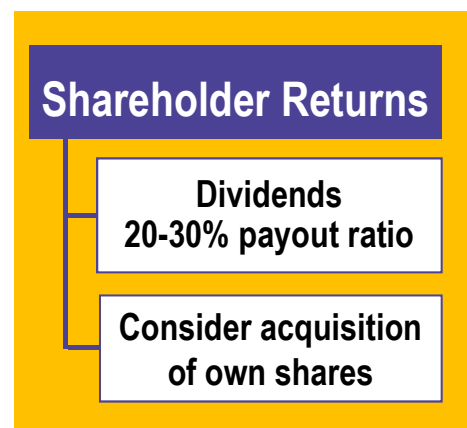 Shareholder Returns
Dividends
20-30% payout ratio
Consider acquisition
of own shares